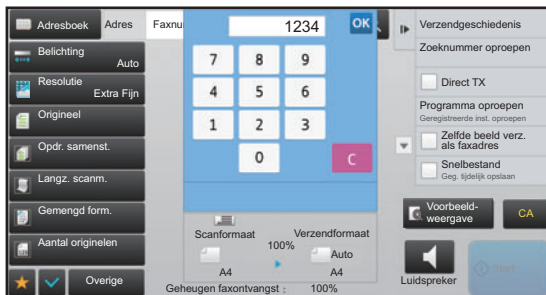 Adresboek
Adres
Faxnu
1234
OK
Verzendgeschiedenis
Belichting
Auto
Zoeknummer oproepen
Resolutie
Extra Fijn
Direct TX
7 8 9
4 5 6
1 2 3
0 C
Programma oproepen
Geregistreerde inst. oproepen
Origineel
Zelfde beeld verz.
als faxadres
Opdr. samenst.
Snelbestand
Geg. tijdelijk opslaan
Langz. scanm.
Gemengd form.
Voorbeeld-
weergave
CA
Scanformaat
Verzendformaat
100%
Auto
A4
A4
Aantal originelen
Overige
Geheugen faxontvangst : 100%
Luidspreker
Start